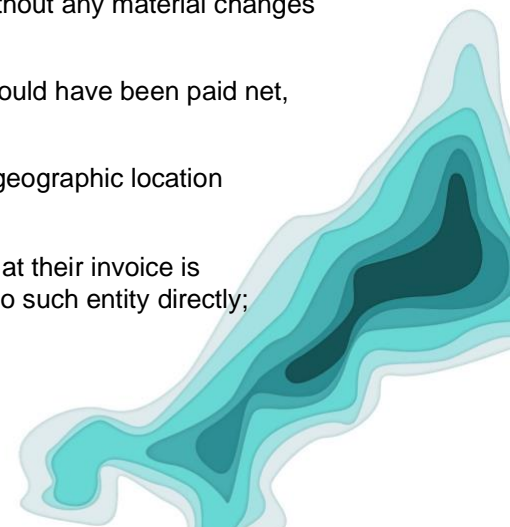 thout any material changes
ould have been paid net,
geographic location
at their invoice is
o such entity directly;